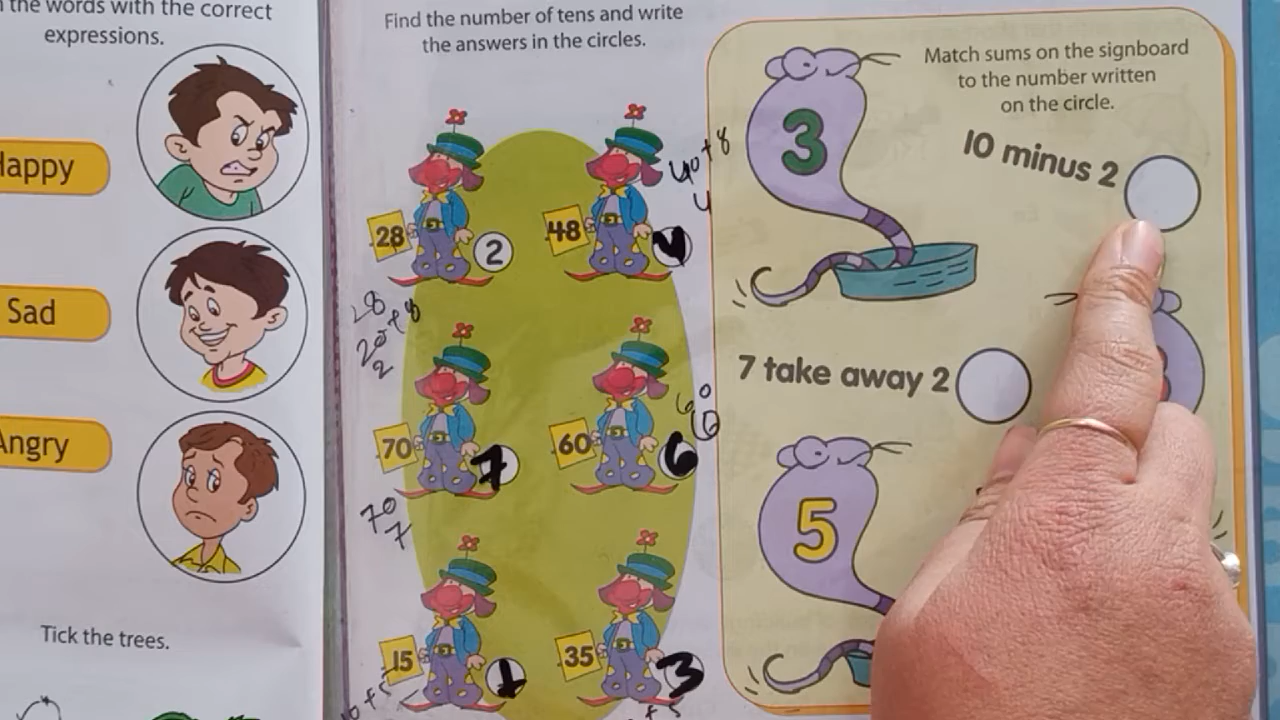 the words with the correct
expressions.
Happy
Sad
Angry
Tick the trees.
Find the number of tens and write
the answers in the circles.
28
2
48
4
40+8
4
28
20+8
2
70
7
60
6
60
6
70
7
15
1
35
3
10+5
+5
Match sums on the signboard
to the number written
on the circle.
3
10 minus 2
7 take away 2
5